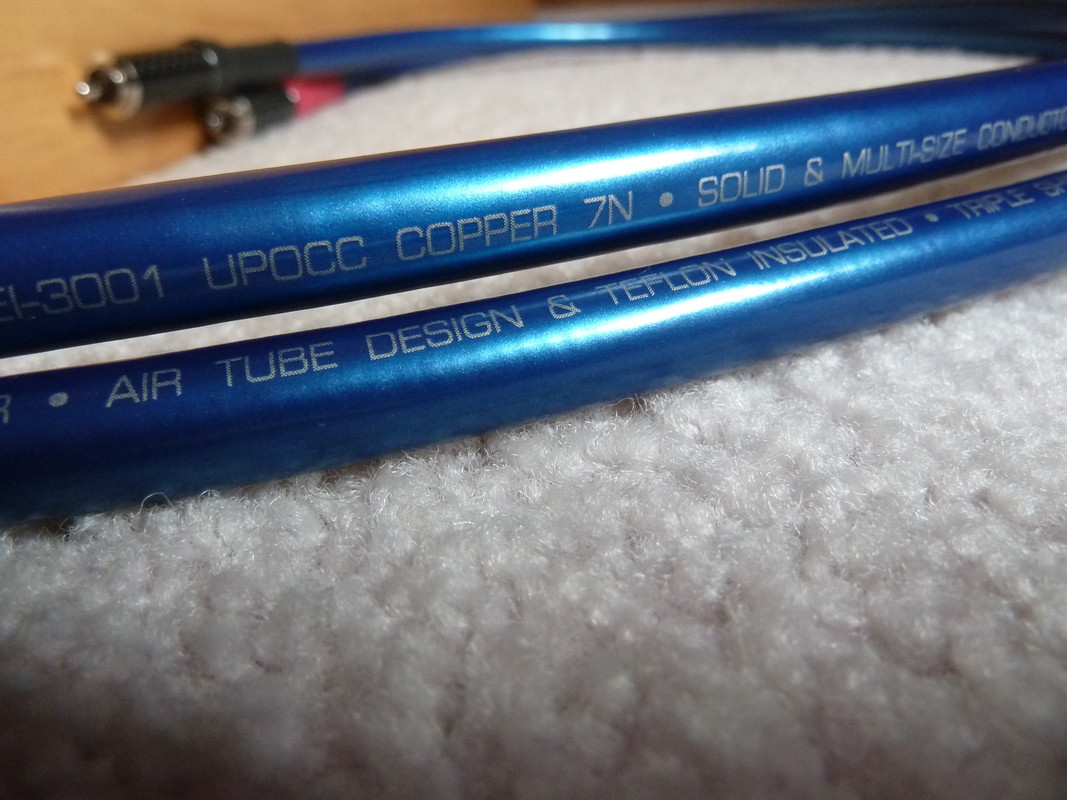 EI-3001 UPOCC COPPER 7N • SOLID & MULTI-SIZE CONDUCTO
R • AIR TUBE DESIGN & TEFLON INSULATED • TRIPLE